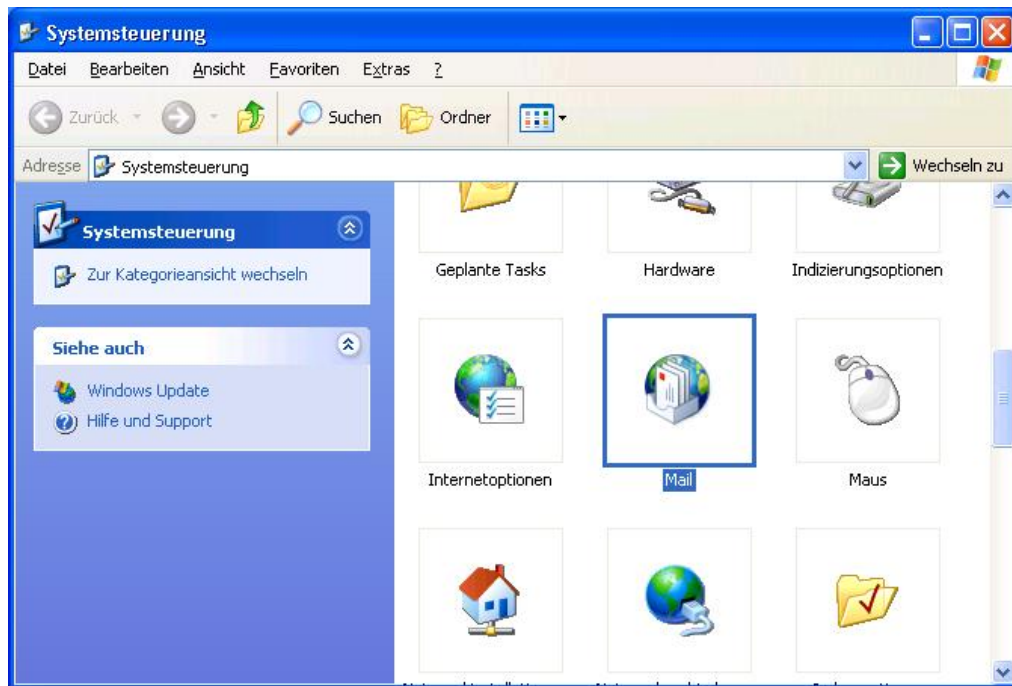 Systemsteuerung
Datei Bearbeiten Ansicht Favoriten Extras ?
Zurück Suchen Ordner
Adresse Systemsteuerung Wechseln zu
Systemsteuerung
Zur Kategorieansicht wechseln
Siehe auch
Windows Update
Hilfe und Support
Geplante Tasks Hardware Indizierungsoptionen
Internetoptionen Mail Maus